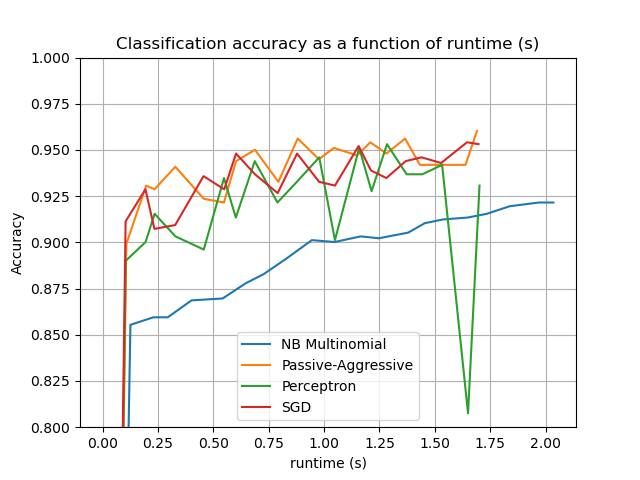 Classification accuracy as a function of runtime (s)
1.000
0.975
0.950
0.925
0.900
0.875
0.850
0.825
0.800
Accuracy
NB Multinomial
Passive-Aggressive
Perceptron
SGD
0.00 0.25 0.50 0.75 1.00 1.25 1.50 1.75 2.00
runtime (s)